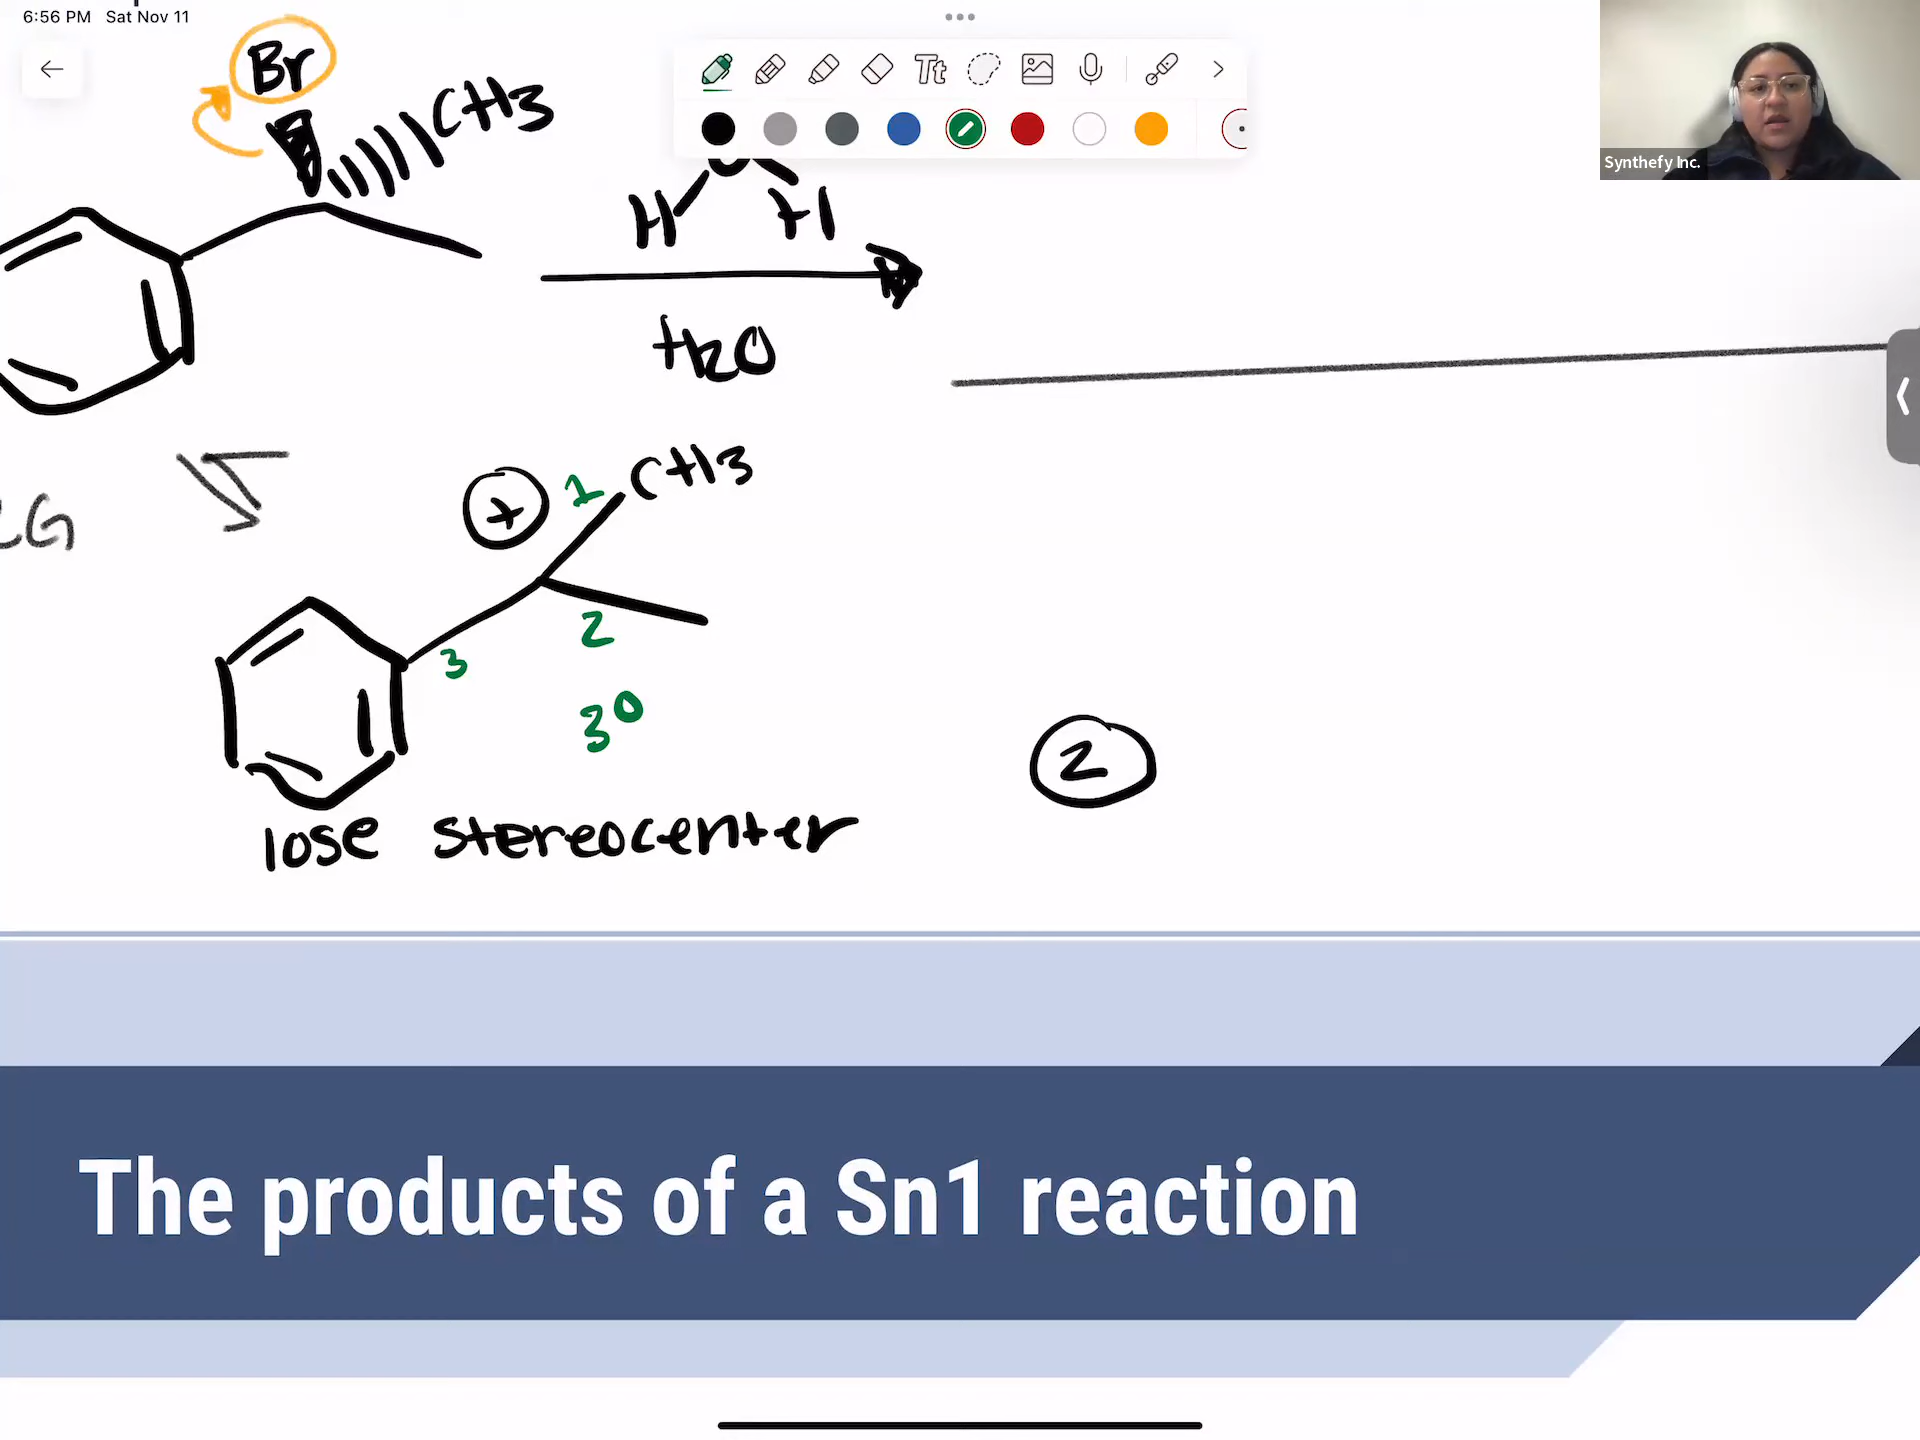 6:56 PM Sat Nov 11
Br
CH3
Tt
H
H
H2O
Synthefy Inc.
LG
+
1
CH3
2
3
3°
2
lose stereocenter
The products of a Sn1 reaction